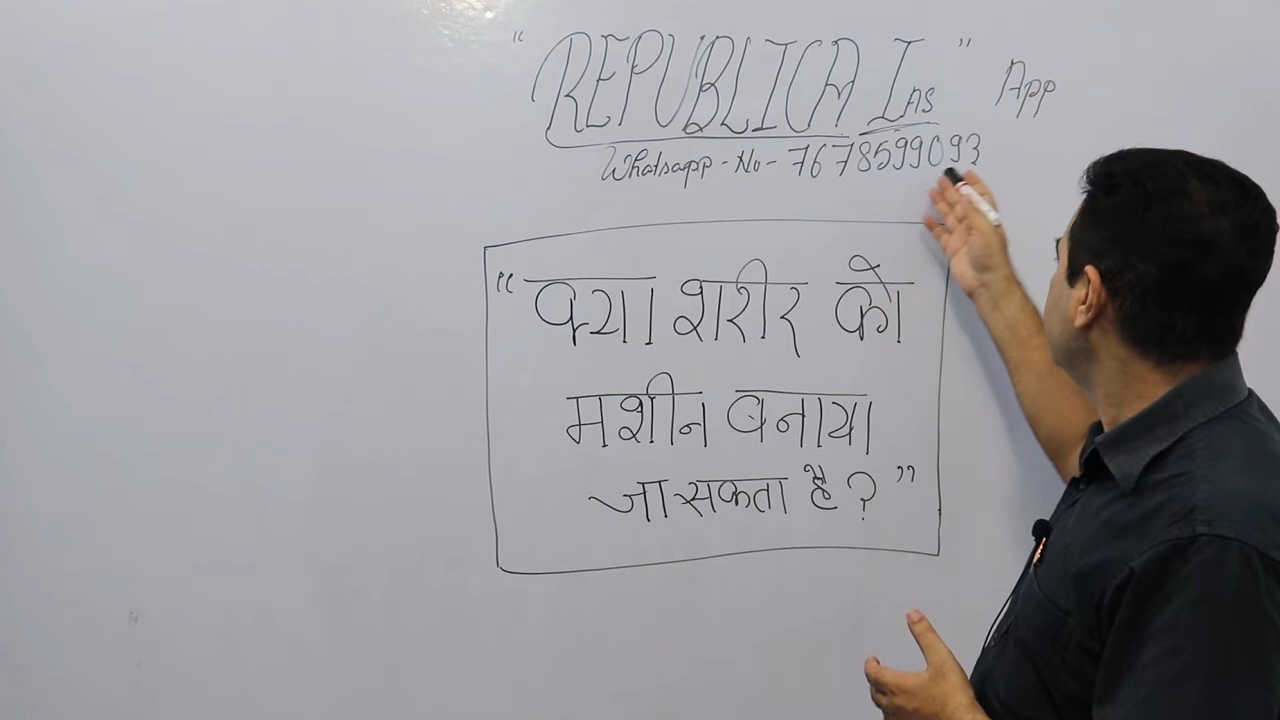 " REPUBLICA IAS " App
Whatsapp - No - 7678599093
"क्या शरीर को
मशीन बनाया
जा सकता है ? "